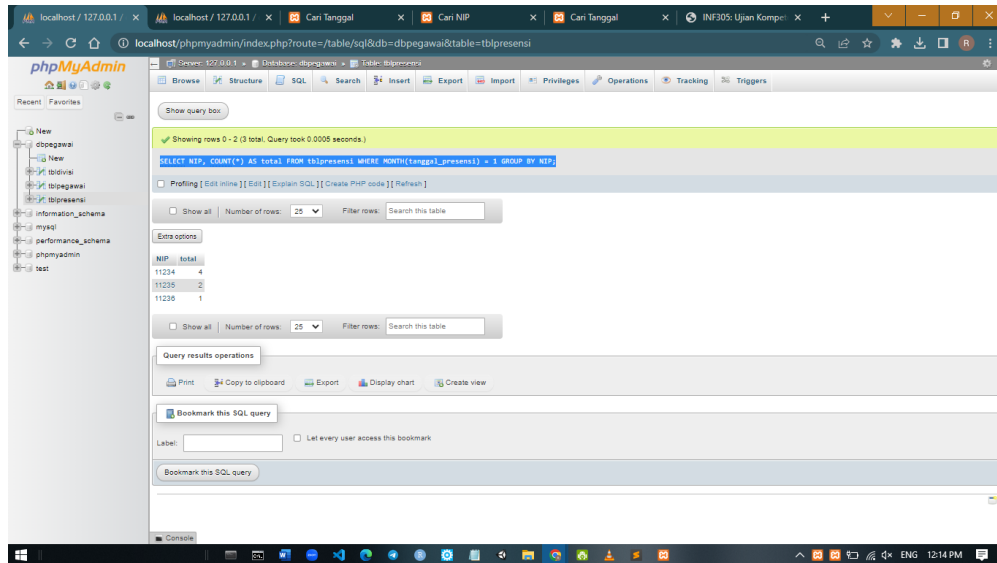 localhost / 127.0.0.1 /
localhost / 127.0.0.1 /
Cari Tanggal
Cari NIP
Cari Tanggal
INF305: Ujian Kompet
localhost/phpmyadmin/index.php?route=/table/sql&db=dbpegawai&table=tblpresensi
R
phpMyAdmin
Recent Favorites
New
dbpegawai
New
tbldivisi
tblpegawai
tblpresensi
information_schema
mysql
performance_schema
phpmyadmin
test
Server: 127.0.0.1 » Database: dbpegawai » Table: tblpresensi
Browse Structure SQL Search Insert Export Import Privileges Operations Tracking Triggers
Show query box
Showing rows 0 - 2 (3 total, Query took 0.0005 seconds.)
SELECT NIP, COUNT(*) AS total FROM tblpresensi WHERE MONTH(tanggal_presensi) = 1 GROUP BY NIP;
Profiling [ Edit inline ] [ Edit ] [ Explain SQL ] [ Create PHP code ] [ Refresh ]
Show all Number of rows: 25 Filter rows: Search this table
Extra options
NIP total
11234 4
11235 2
11236 1
Show all Number of rows: 25 Filter rows: Search this table
Query results operations
Print Copy to clipboard Export Display chart Create view
Bookmark this SQL query
Label: Let every user access this bookmark
Bookmark this SQL query
Console
ENG 12:14 PM